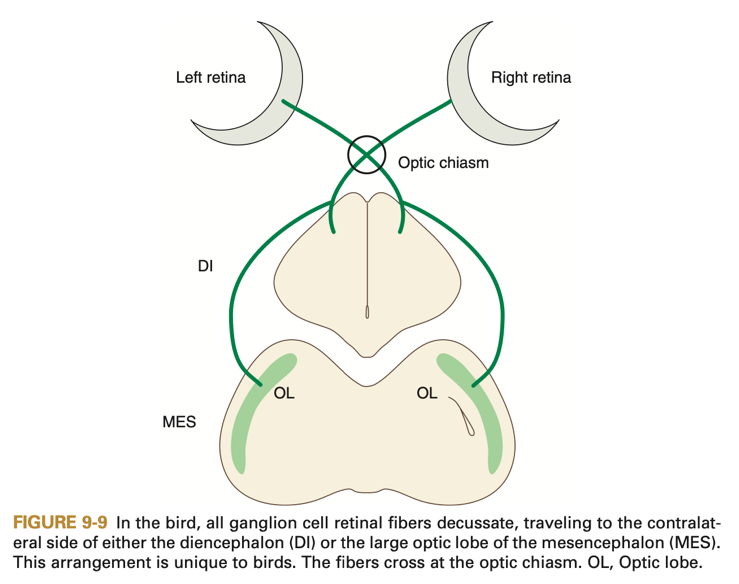 Left retina
Right retina
Optic chiasm
DI
OL
OL
MES
FIGURE 9-9 In the bird, all ganglion cell retinal fibers decussate, traveling to the contralat-
eral side of either the diencephalon (DI) or the large optic lobe of the mesencephalon (MES).
This arrangement is unique to birds. The fibers cross at the optic chiasm. OL, Optic lobe.